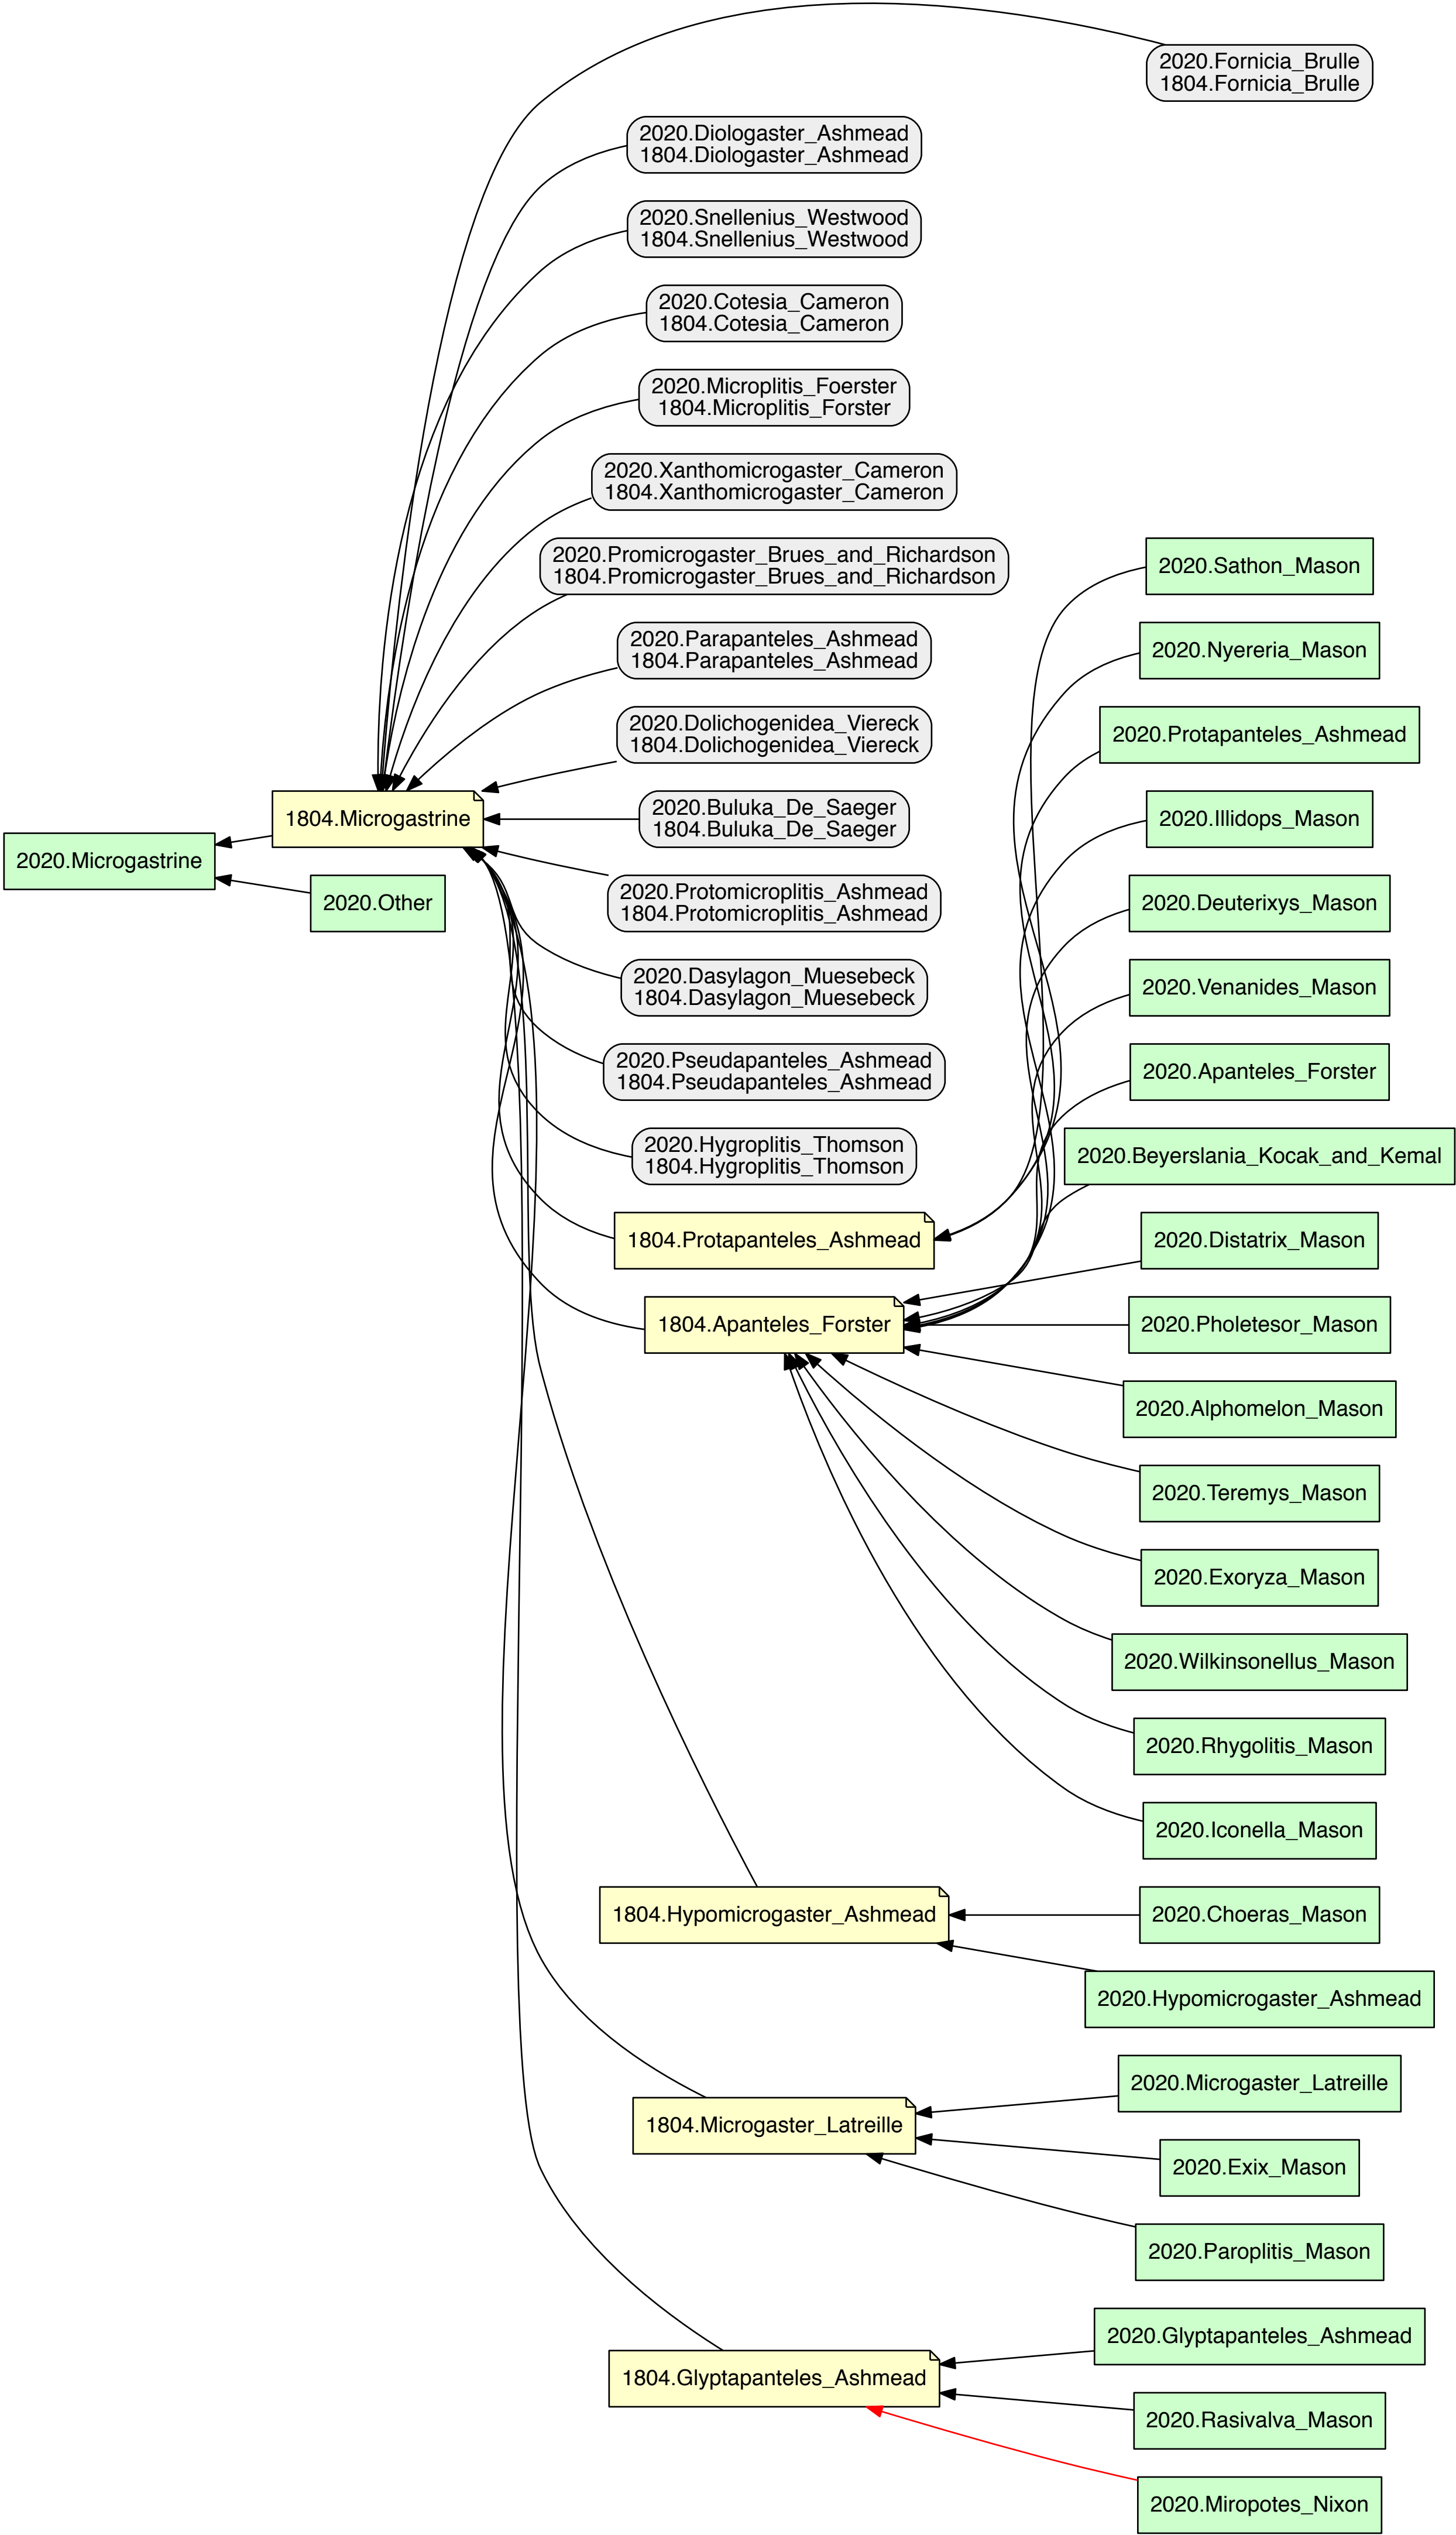 2020.Fornicia_Brulle
1804.Fornicia_Brulle
2020.Diologaster_Ashmead
1804.Diologaster_Ashmead
2020.Snellenius_Westwood
1804.Snellenius_Westwood
2020.Cotesia_Cameron
1804.Cotesia_Cameron
2020.Microplitis_Foerster
1804.Microplitis_Forster
2020.Xanthomicrogaster_Cameron
1804.Xanthomicrogaster_Cameron
2020.Promicrogaster_Brues_and_Richardson
1804.Promicrogaster_Brues_and_Richardson
2020.Sathon_Mason
2020.Parapanteles_Ashmead
1804.Parapanteles_Ashmead
2020.Nyereria_Mason
2020.Dolichogenidea_Viereck
1804.Dolichogenidea_Viereck
2020.Protapanteles_Ashmead
1804.Microgastrine
2020.Buluka_De_Saeger
1804.Buluka_De_Saeger
2020.Illidops_Mason
2020.Microgastrine
2020.Other
2020.Protomicroplitis_Ashmead
1804.Protomicroplitis_Ashmead
2020.Deuterixys_Mason
2020.Dasylagon_Muesebeck
1804.Dasylagon_Muesebeck
2020.Venanides_Mason
2020.Pseudapanteles_Ashmead
1804.Pseudapanteles_Ashmead
2020.Apanteles_Forster
2020.Hygroplitis_Thomson
1804.Hygroplitis_Thomson
2020.Beyerslania_Kocak_and_Kemal
1804.Protapanteles_Ashmead
2020.Distatrix_Mason
1804.Apanteles_Forster
2020.Pholetesor_Mason
2020.Alphomelon_Mason
2020.Teremys_Mason
2020.Exoryza_Mason
2020.Wilkinsonellus_Mason
2020.Rhygolitis_Mason
2020.Iconella_Mason
1804.Hypomicrogaster_Ashmead
2020.Choeras_Mason
2020.Hypomicrogaster_Ashmead
2020.Microgaster_Latreille
1804.Microgaster_Latreille
2020.Exix_Mason
2020.Paroplitis_Mason
2020.Glyptapanteles_Ashmead
1804.Glyptapanteles_Ashmead
2020.Rasivalva_Mason
2020.Miropotes_Nixon